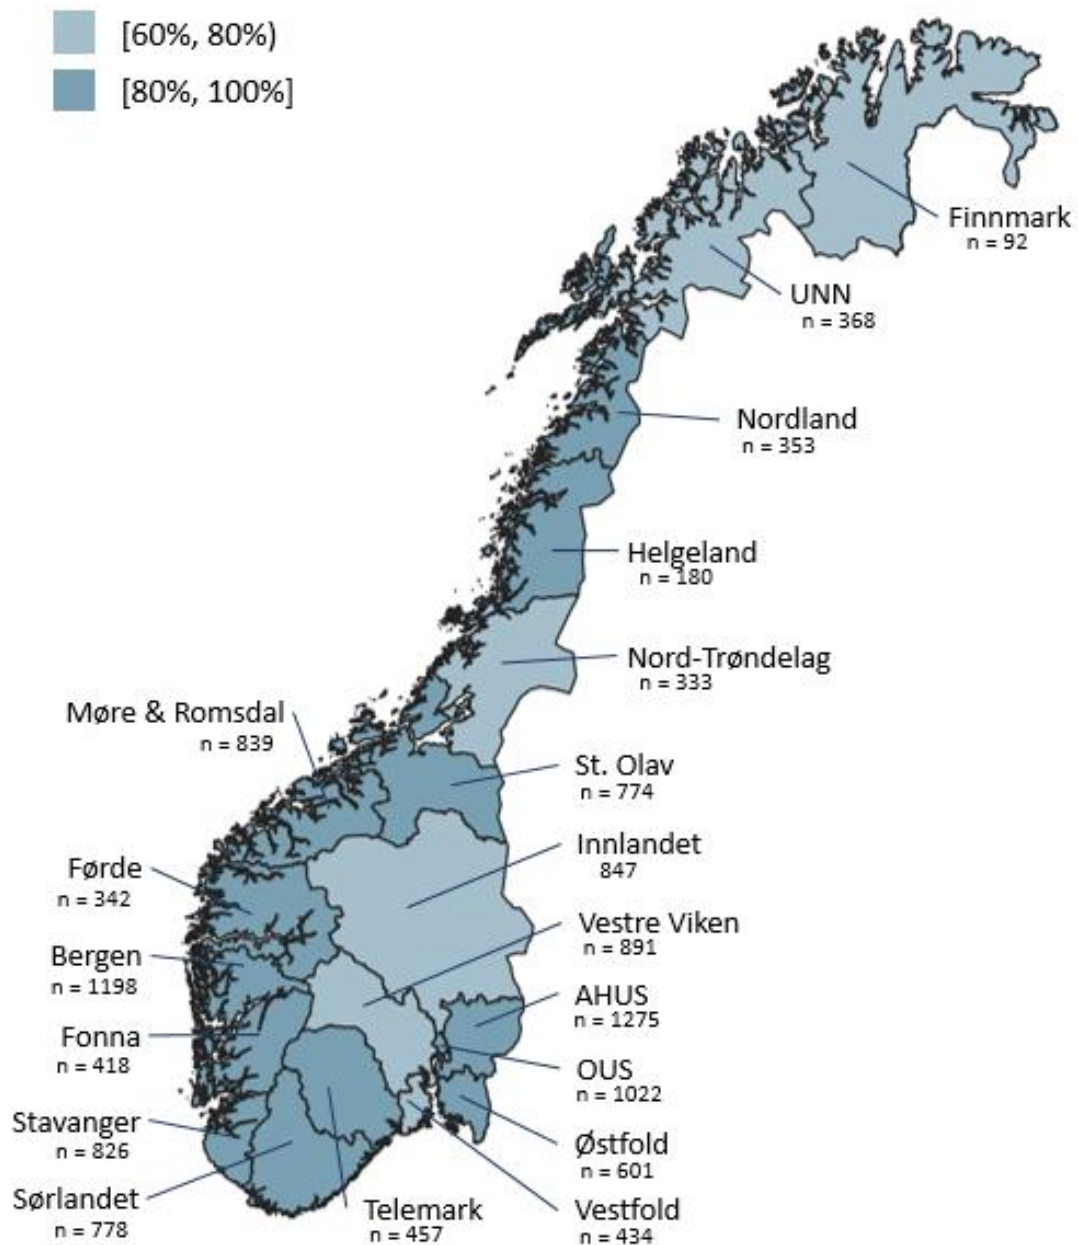 [60%, 80%)
[80%, 100%]
Finnmark
n = 92
UNN
n = 368
Nordland
n = 353
Helgeland
n = 180
Nord-Trøndelag
n = 333
Møre & Romsdal
n = 839
St. Olav
n = 774
Innlandet
847
Førde
n = 342
Vestre Viken
n = 891
Bergen
n = 1198
AHUS
n = 1275
Fonna
n = 418
OUS
n = 1022
Stavanger
n = 826
Østfold
n = 601
Sørlandet
n = 778
Telemark
n = 457
Vestfold
n = 434